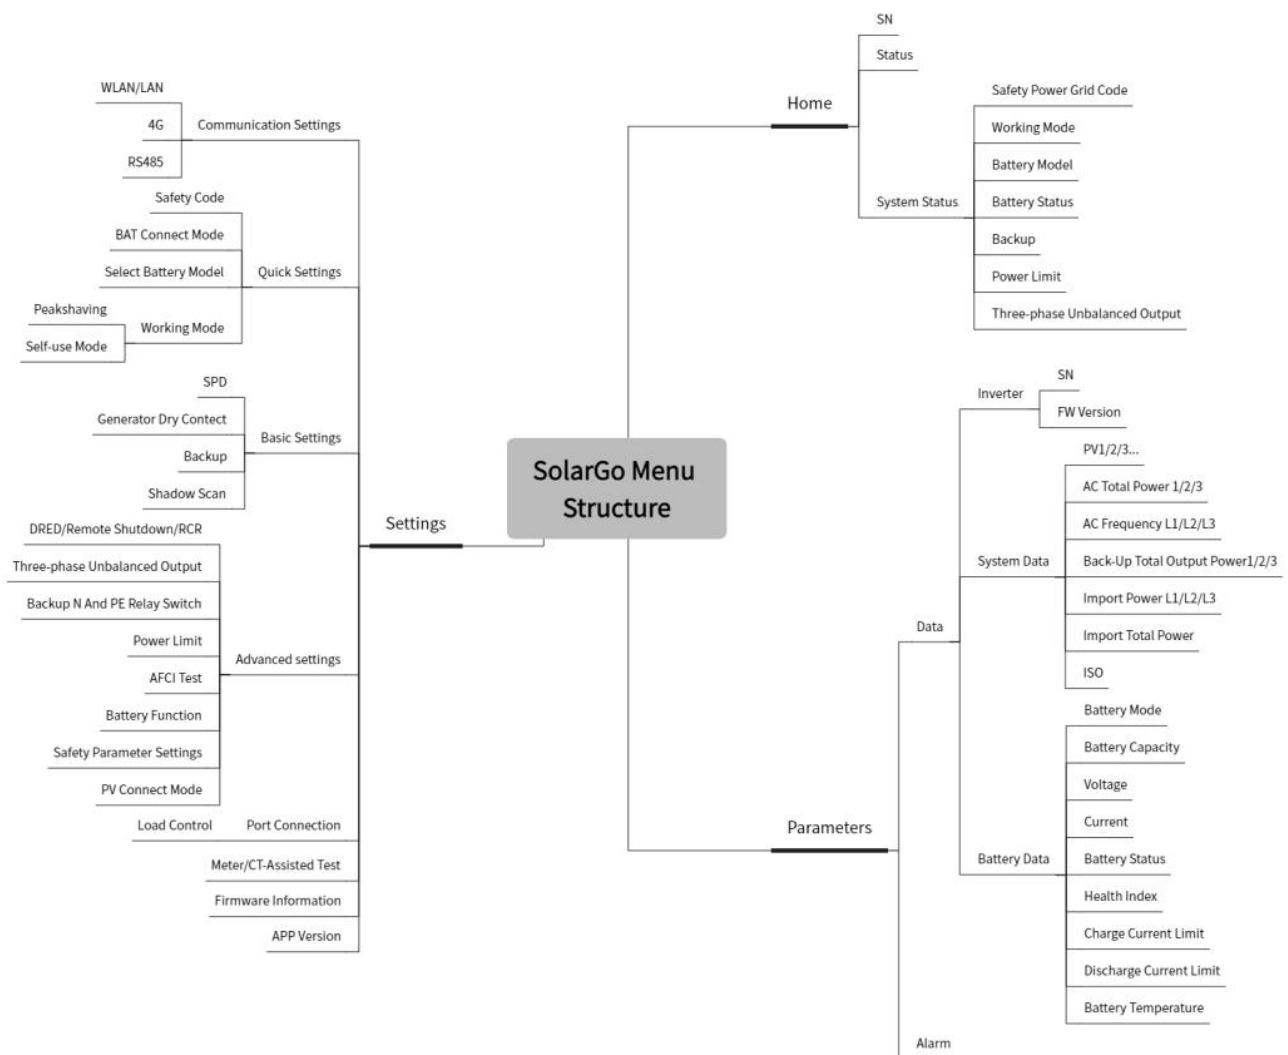 SolarGo Menu
Structure
Home
SN
Status
System Status
Safety Power Grid Code
Working Mode
Battery Model
Battery Status
Backup
Power Limit
Three-phase Unbalanced Output
Parameters
Data
Inverter
SN
FW Version
System Data
PV1/2/3...
AC Total Power 1/2/3
AC Frequency L1/L2/L3
Back-Up Total Output Power1/2/3
Import Power L1/L2/L3
Import Total Power
ISO
Battery Data
Battery Mode
Battery Capacity
Voltage
Current
Battery Status
Health Index
Charge Current Limit
Discharge Current Limit
Battery Temperature
Alarm
Settings
Communication Settings
WLAN/LAN
4G
RS485
Quick Settings
Safety Code
BAT Connect Mode
Select Battery Model
Working Mode
Peakshaving
Self-use Mode
Basic Settings
SPD
Generator Dry Contect
Backup
Shadow Scan
Advanced settings
DRED/Remote Shutdown/RCR
Three-phase Unbalanced Output
Backup N And PE Relay Switch
Power Limit
AFCI Test
Battery Function
Safety Parameter Settings
PV Connect Mode
Port Connection
Load Control
Meter/CT-Assisted Test
Firmware Information
APP Version